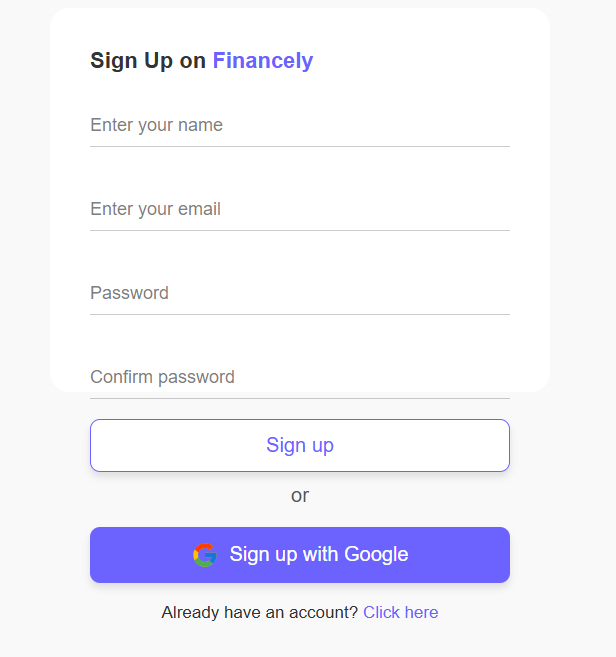 Sign Up on Financely
Enter your name
Enter your email
Password
Confirm password
Sign up
or
Sign up with Google
Already have an account? Click here